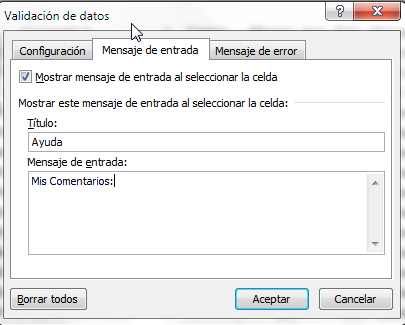 Validación de datos
Configuración
Mensaje de entrada
Mensaje de error
Mostrar mensaje de entrada al seleccionar la celda
Mostrar este mensaje de entrada al seleccionar la celda:
Título:
Ayuda
Mensaje de entrada:
Mis Comentarios:
Borrar todos
Aceptar
Cancelar